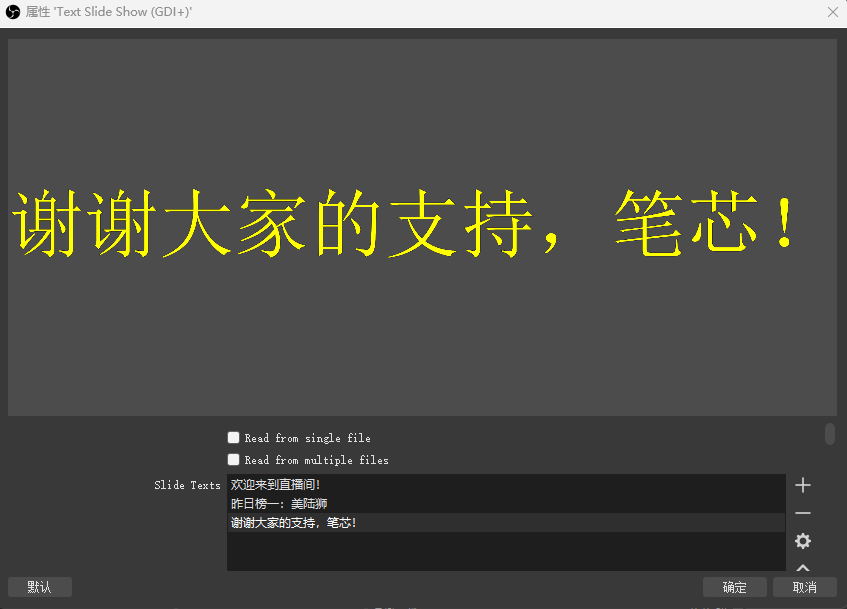 属性 'Text Slide Show (GDI+)'
谢谢大家的支持，笔芯！
Read from single file
Read from multiple files
Slide Texts
欢迎来到直播间！
昨日榜一：美陆狮
谢谢大家的支持，笔芯！
默认
确定
取消